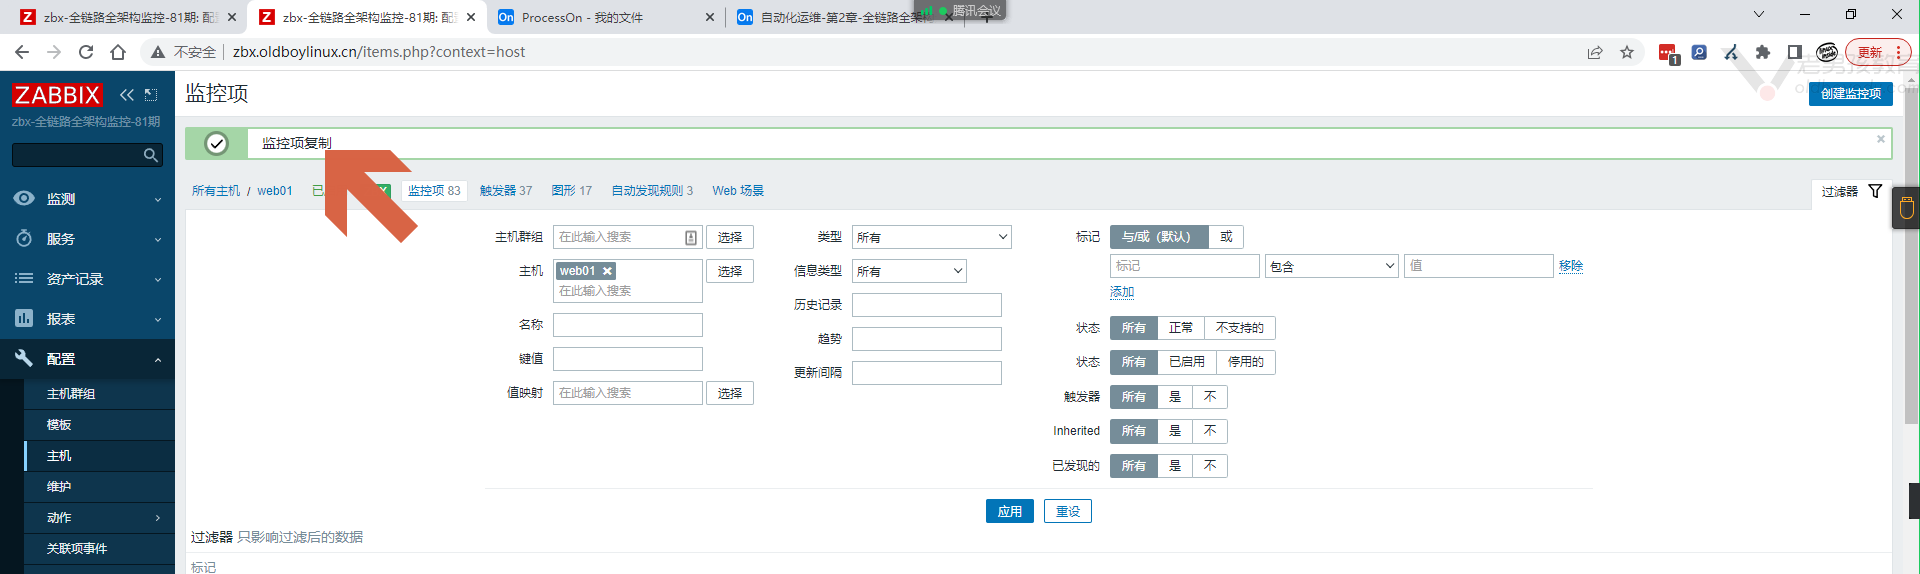 zbx-全链路全架构监控-81期: 配
zbx-全链路全架构监控-81期: 配
ProcessOn - 我的文件
自动化运维-第2章-全链路全架
腾讯会议
不安全
zbx.oldboylinux.cn/items.php?context=host
1
更新
ZABBIX
监控项
老男孩教育
创建监控项
zbx-全链路全架构监控-81期
监控项复制
所有主机 / web01
监控项 83
触发器 37
图形 17
自动发现规则 3
Web 场景
过滤器
监测
服务
资产记录
报表
配置
主机群组
模板
主机
维护
动作
关联项事件
主机群组
在此输入搜索
选择
主机
web01
在此输入搜索
选择
名称
键值
值映射
在此输入搜索
选择
类型
所有
信息类型
所有
历史记录
趋势
更新间隔
标记
与/或（默认）
或
标记
包含
值
移除
添加
状态 所有 正常 不支持的
状态 所有 已启用 停用的
触发器 所有 是 不
Inherited 所有 是 不
已发现的 所有 是 不
应用
重设
过滤器 只影响过滤后的数据
标记